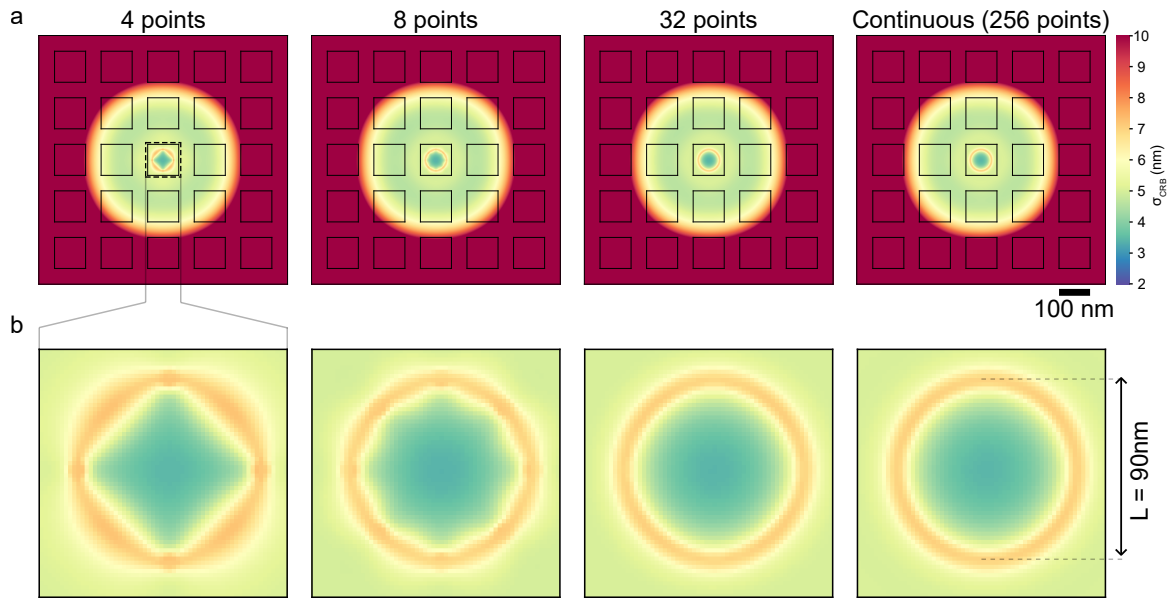 a
4 points
8 points
32 points
Continuous (256 points)
10
9
8
7
6
5
4
3
2
σCRB (nm)
100 nm
b
L = 90nm